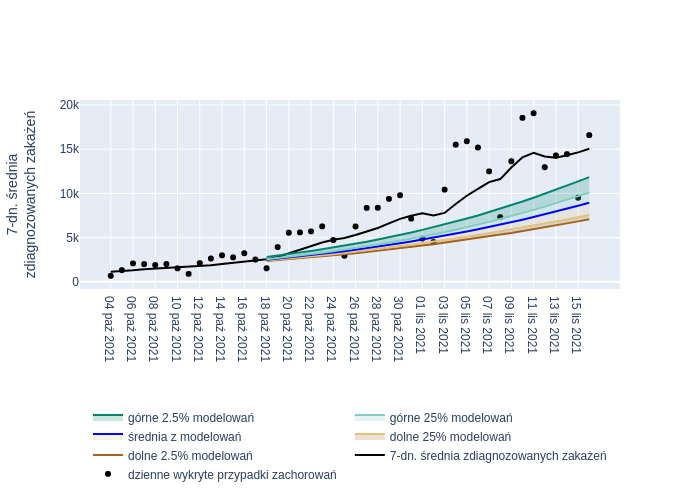 20k
15k
10k
5k
0
7-dn. średnia
zdiagnozowanych zakażeń
04 paź 2021
06 paź 2021
08 paź 2021
10 paź 2021
12 paź 2021
14 paź 2021
16 paź 2021
18 paź 2021
20 paź 2021
22 paź 2021
24 paź 2021
26 paź 2021
28 paź 2021
30 paź 2021
01 lis 2021
03 lis 2021
05 lis 2021
07 lis 2021
09 lis 2021
11 lis 2021
13 lis 2021
15 lis 2021
górne 2.5% modelowań
górne 25% modelowań
średnia z modelowań
dolne 25% modelowań
dolne 2.5% modelowań
7-dn. średnia zdiagnozowanych zakażeń
dzienne wykryte przypadki zachorowań